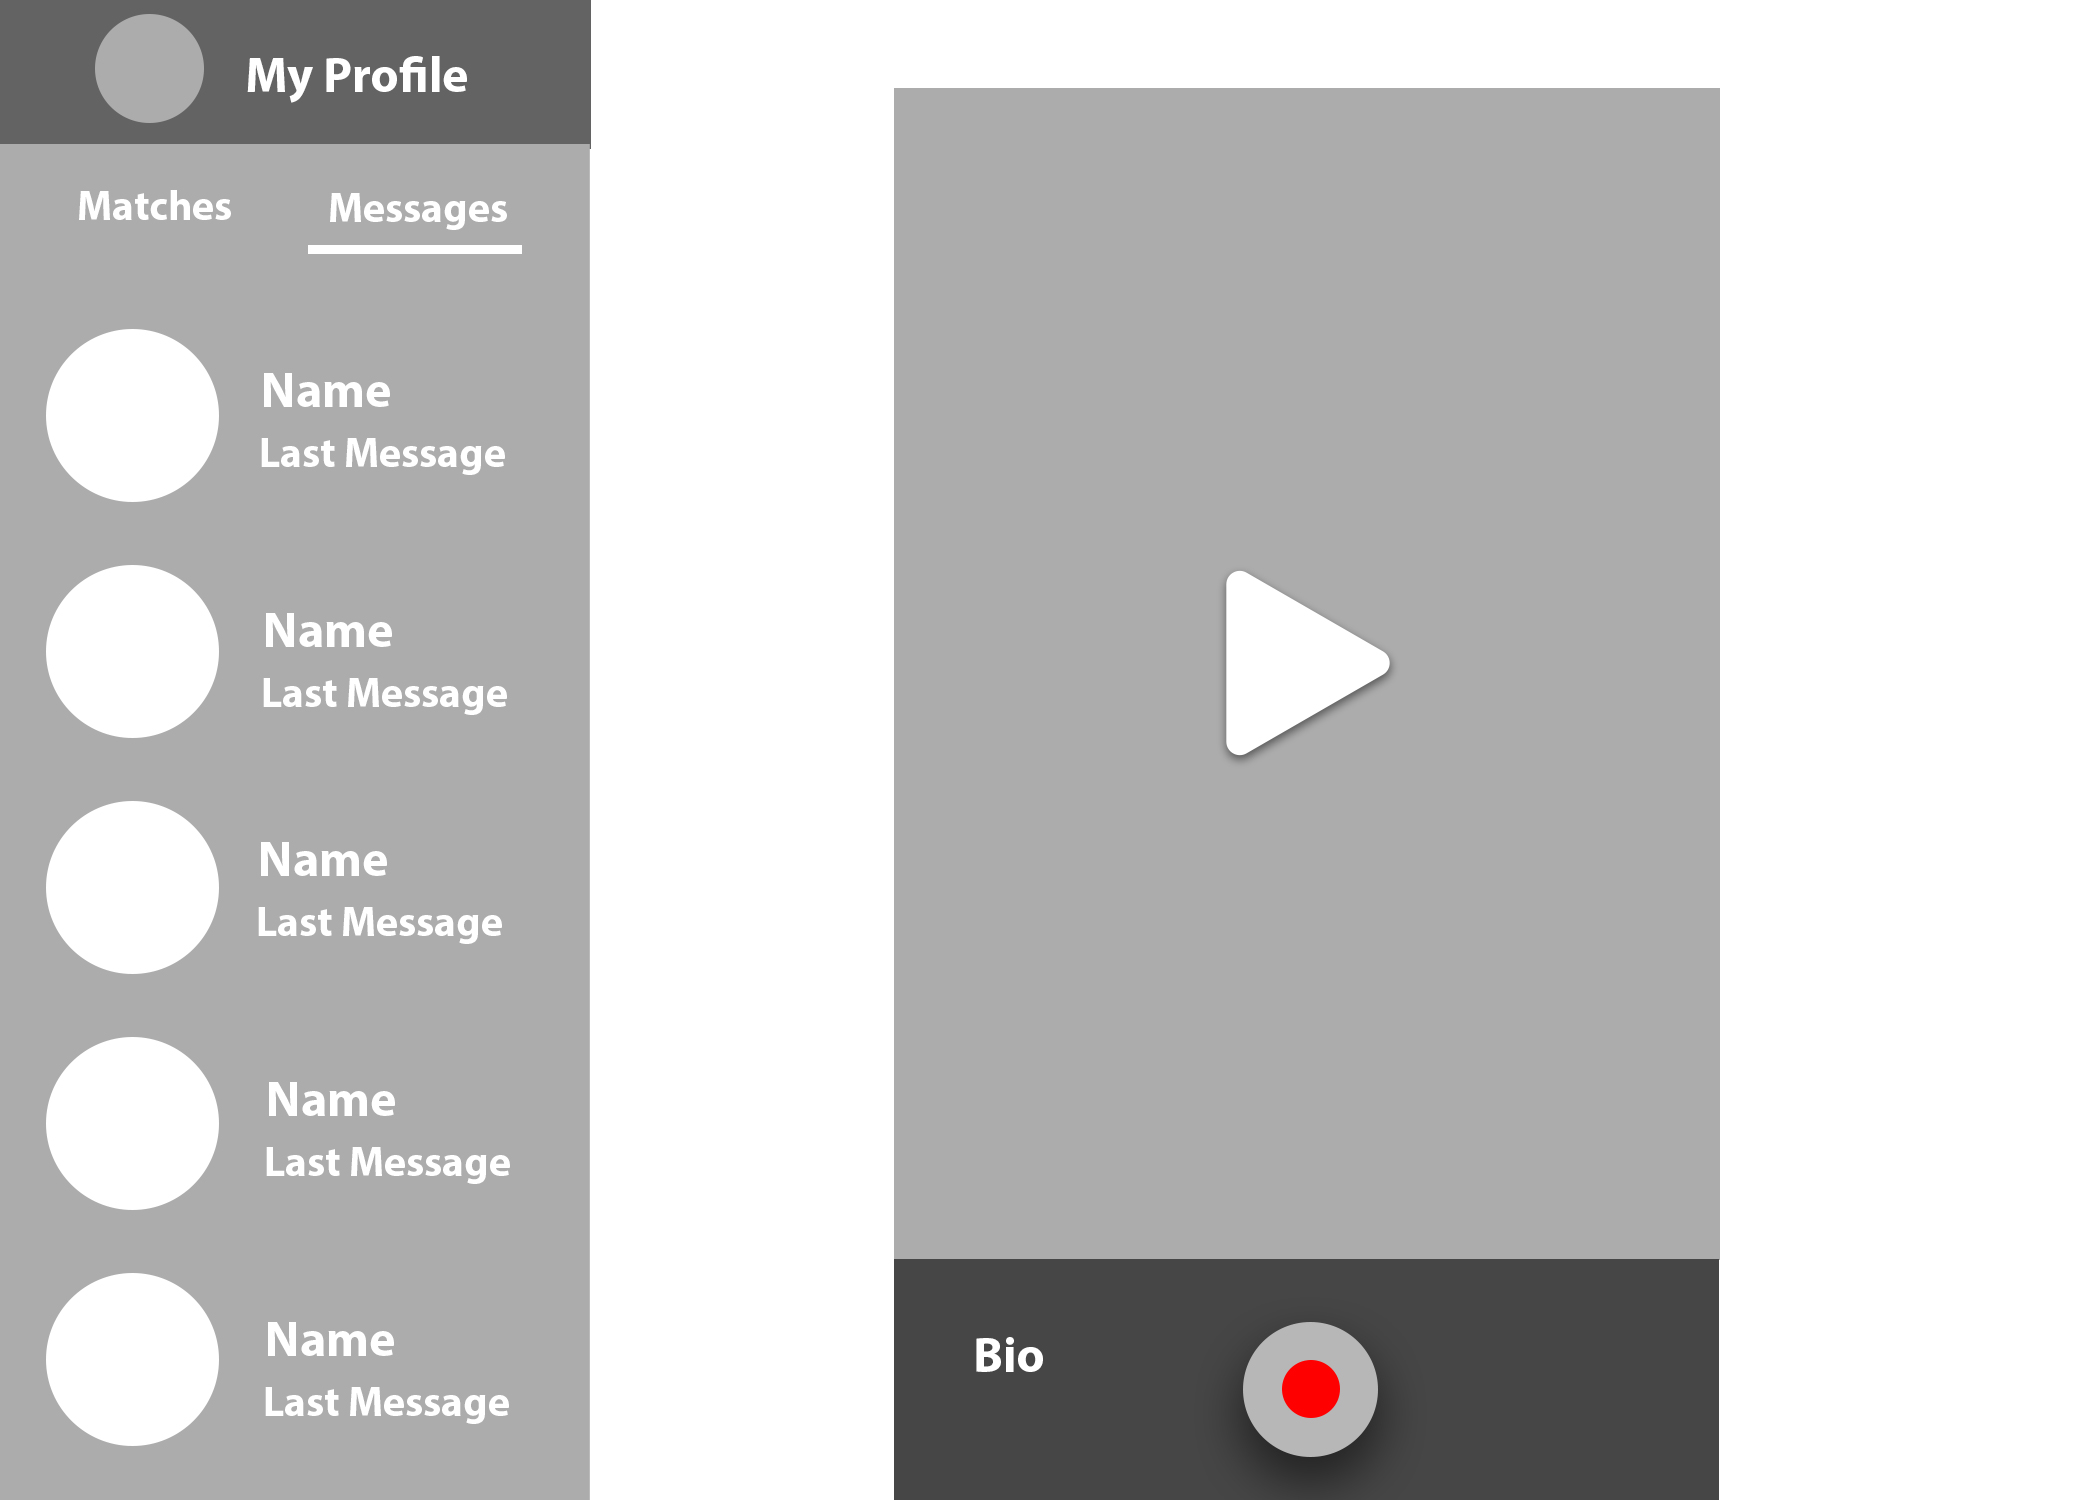 My Profile
Matches
Messages
Name
Last Message
Name
Last Message
Name
Last Message
Name
Last Message
Name
Last Message
Bio